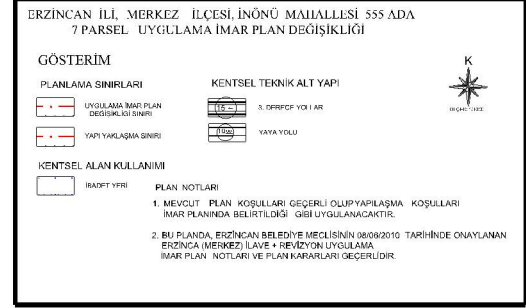 ERZİNCAN İLİ, MERKEZ İLÇESİ, İNÖNÜ MAHALLESİ 555 ADA
7 PARSEL UYGULAMA İMAR PLAN DEĞİŞİKLİĞİ
GÖSTERİM
K
PLANLAMA SINIRLARI
KENTSEL TEKNİK ALT YAPI
UYGULAMA İMAR PLAN
DEĞİŞİKLİĞİ SINIRI
15
3. DERECE YOLLAR
YAPI YAKLAŞMA SINIRI
YAYA YOLU
KENTSEL ALAN KULLANIMI
İBADET YERİ
PLAN NOTLARI
1. MEVCUT PLAN KOŞULLARI GEÇERLİ OLUPYAPILAŞMA KOŞULLARI
İMAR PLANINDA BELİRTİLDİĞİ GİBİ UYGULANACAKTIR.
2. BU PLANDA, ERZİNCAN BELEDİYE MECLİSİNİN 08/06/2010 TARİHİNDE ONAYLANAN
ERZİNCA (MERKEZ) İLAVE + REVİZYON UYGULAMA
İMAR PLAN NOTLARI VE PLAN KARARLARI GEÇERLİDİR.